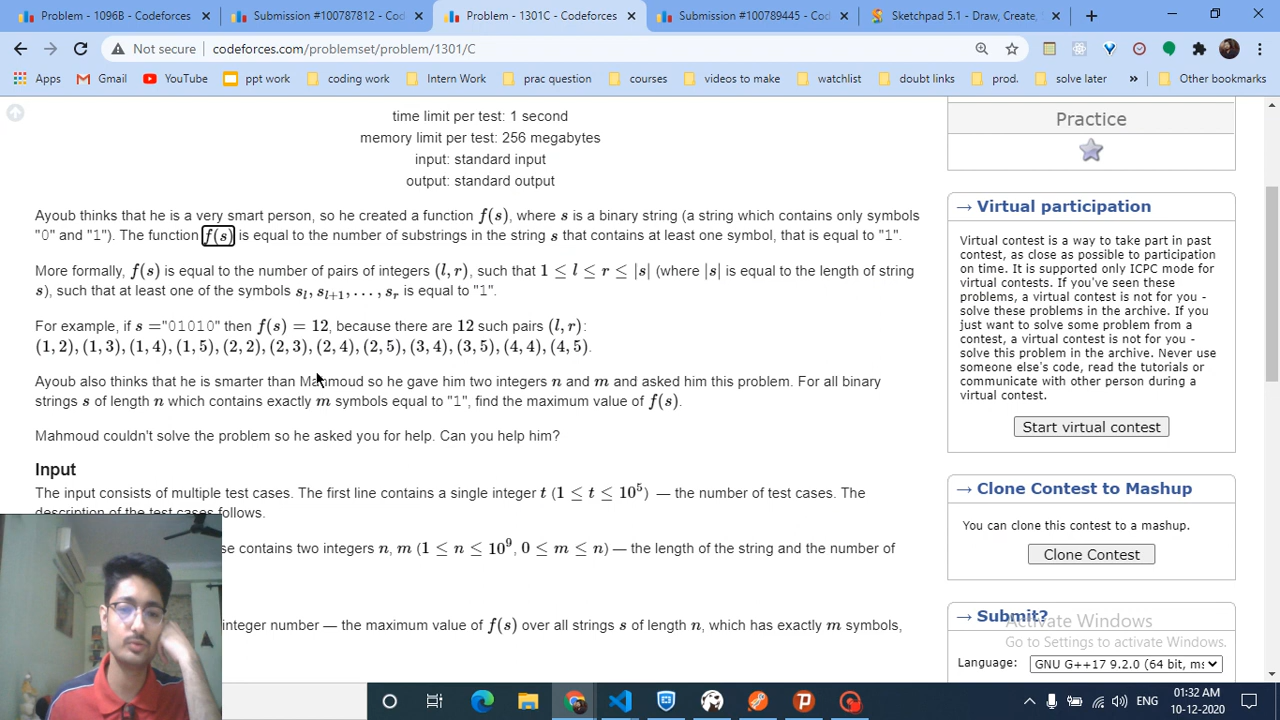 Problem - 1096B - Codeforces
Submission #100787812 - Cod
Problem - 1301C - Codeforces
Submission #100789445 - Cod
Sketchpad 5.1 - Draw, Create, S
Not secure codeforces.com/problemset/problem/1301/C
Apps Gmail YouTube ppt work coding work Intern Work prac question courses videos to make watchlist doubt links prod. solve later » Other bookmarks
time limit per test: 1 second
memory limit per test: 256 megabytes
input: standard input
output: standard output
Ayoub thinks that he is a very smart person, so he created a function f(s), where s is a binary string (a string which contains only symbols
"0" and "1"). The function f(s) is equal to the number of substrings in the string s that contains at least one symbol, that is equal to "1".
More formally, f(s) is equal to the number of pairs of integers (l, r), such that 1 ≤ l ≤ r ≤ |s| (where |s| is equal to the length of string
s), such that at least one of the symbols s_l, s_{l+1}, ..., s_r is equal to "1".
For example, if s ="01010" then f(s) = 12, because there are 12 such pairs (l, r):
(1, 2), (1, 3), (1, 4), (1, 5), (2, 2), (2, 3), (2, 4), (2, 5), (3, 4), (3, 5), (4, 4), (4, 5).
Ayoub also thinks that he is smarter than Mahmoud so he gave him two integers n and m and asked him this problem. For all binary
strings s of length n which contains exactly m symbols equal to "1", find the maximum value of f(s).
Mahmoud couldn't solve the problem so he asked you for help. Can you help him?
Input
The input consists of multiple test cases. The first line contains a single integer t (1 ≤ t ≤ 10^5) — the number of test cases. The
description of the test cases follows.
contains two integers n, m (1 ≤ n ≤ 10^9, 0 ≤ m ≤ n) — the length of the string and the number of
integer number — the maximum value of f(s) over all strings s of length n, which has exactly m symbols,
Practice
→ Virtual participation
Virtual contest is a way to take part in past
contest, as close as possible to participation
on time. It is supported only ICPC mode for
virtual contests. If you've seen these
problems, a virtual contest is not for you -
solve these problems in the archive. If you
just want to solve some problem from a
contest, a virtual contest is not for you -
solve this problem in the archive. Never use
someone else's code, read the tutorials or
communicate with other person during a
virtual contest.
Start virtual contest
→ Clone Contest to Mashup
You can clone this contest to a mashup.
Clone Contest
→ Submit?
Language: GNU G++17 9.2.0 (64 bit, ms
Activate Windows
Go to Settings to activate Windows.
ENG
01:32 AM
10-12-2020